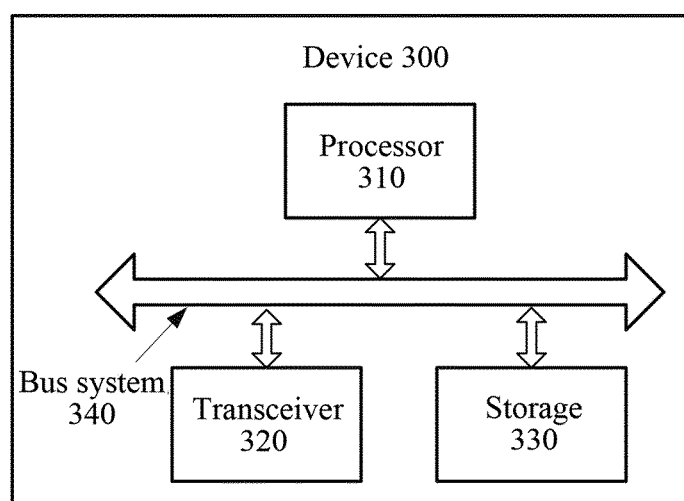 Device 300
Processor
310
Bus system
340
Transceiver
320
Storage
330